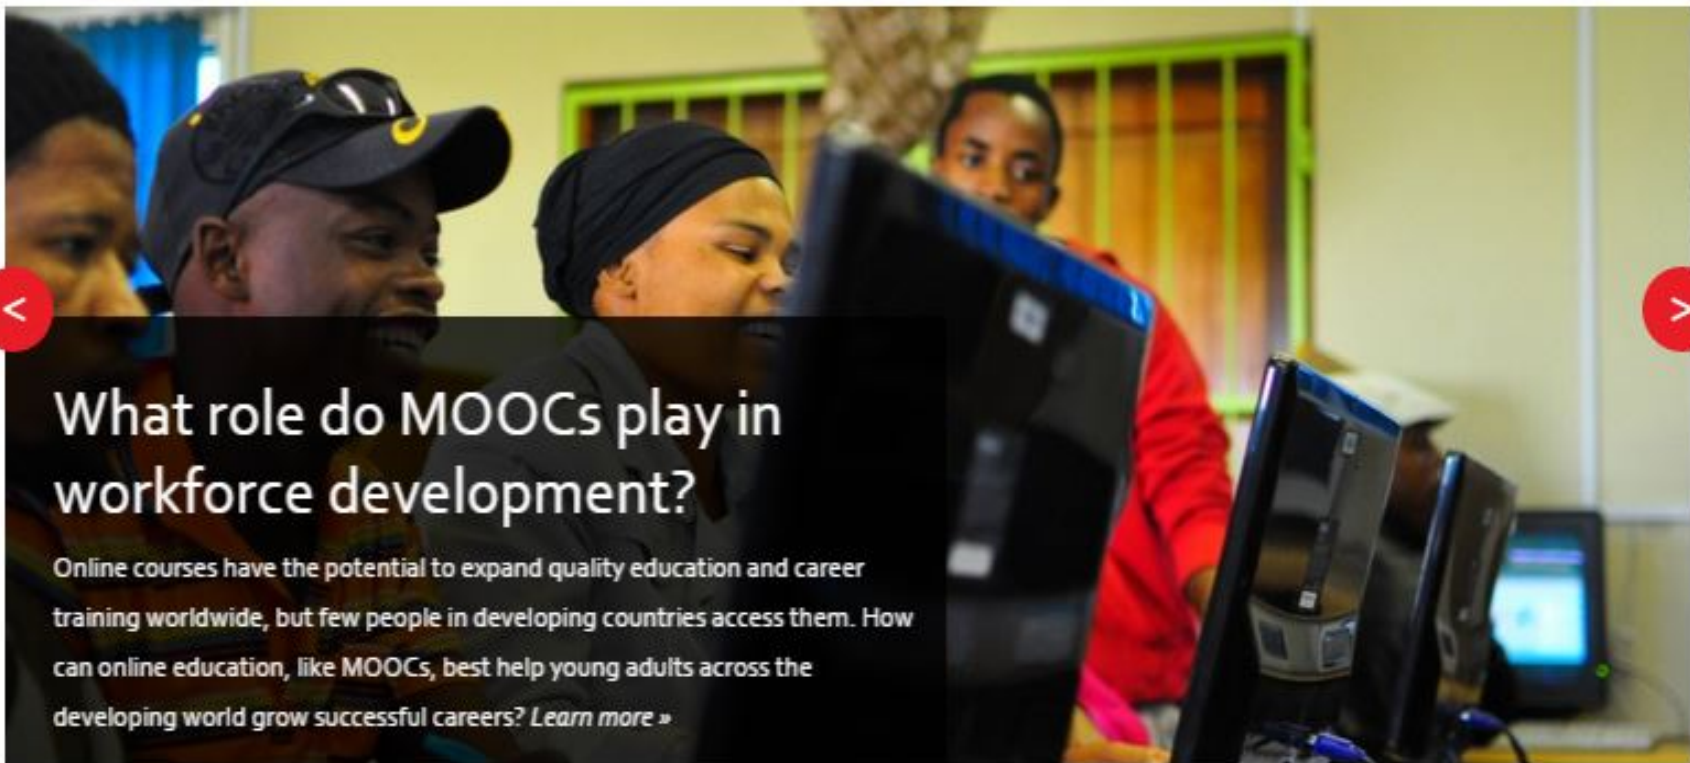 What role do MOOCs play in
workforce development?
Online courses have the potential to expand quality education and career
training worldwide, but few people in developing countries access them. How
can online education, like MOOCs, best help young adults across the
developing world grow successful careers? Learn more »
<
>